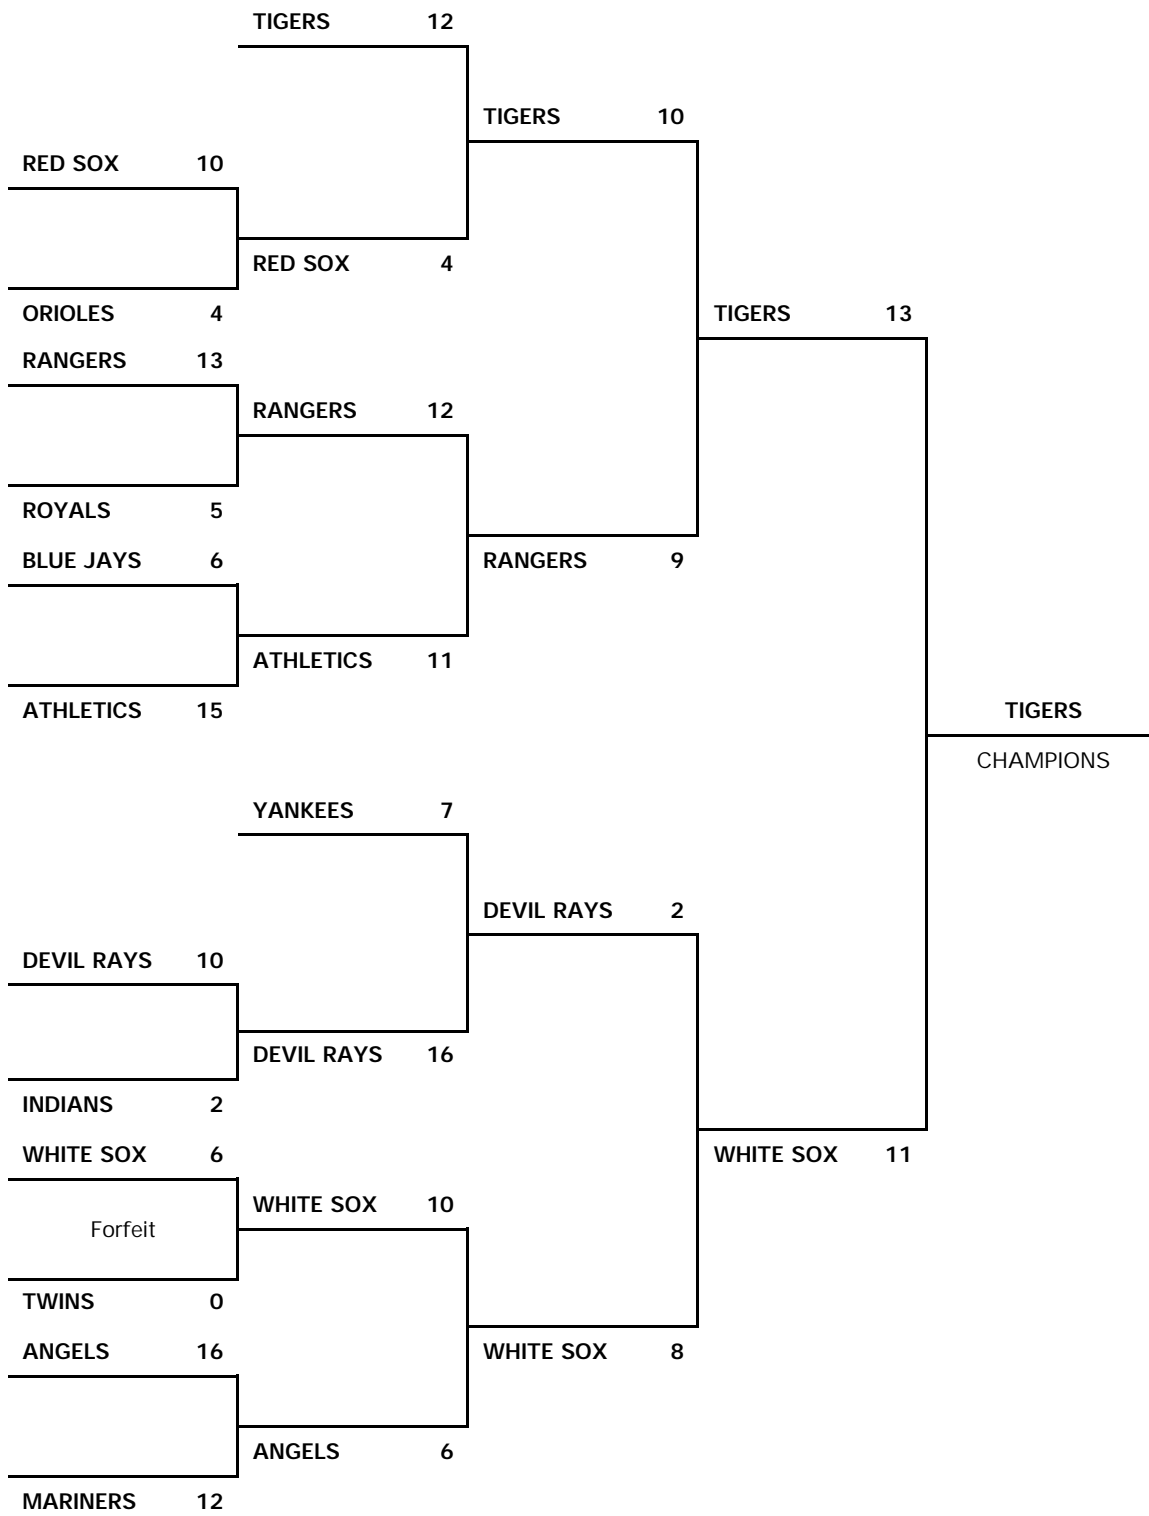 TIGERS 12
TIGERS 10
RED SOX 10
RED SOX 4
ORIOLES 4
TIGERS 13
RANGERS 13
RANGERS 12
ROYALS 5
BLUE JAYS 6
RANGERS 9
ATHLETICS 11
ATHLETICS 15
TIGERS
CHAMPIONS
YANKEES 7
DEVIL RAYS 2
DEVIL RAYS 10
DEVIL RAYS 16
INDIANS 2
WHITE SOX 6
WHITE SOX 11
WHITE SOX 10
Forfeit
TWINS 0
ANGELS 16
WHITE SOX 8
ANGELS 6
MARINERS 12